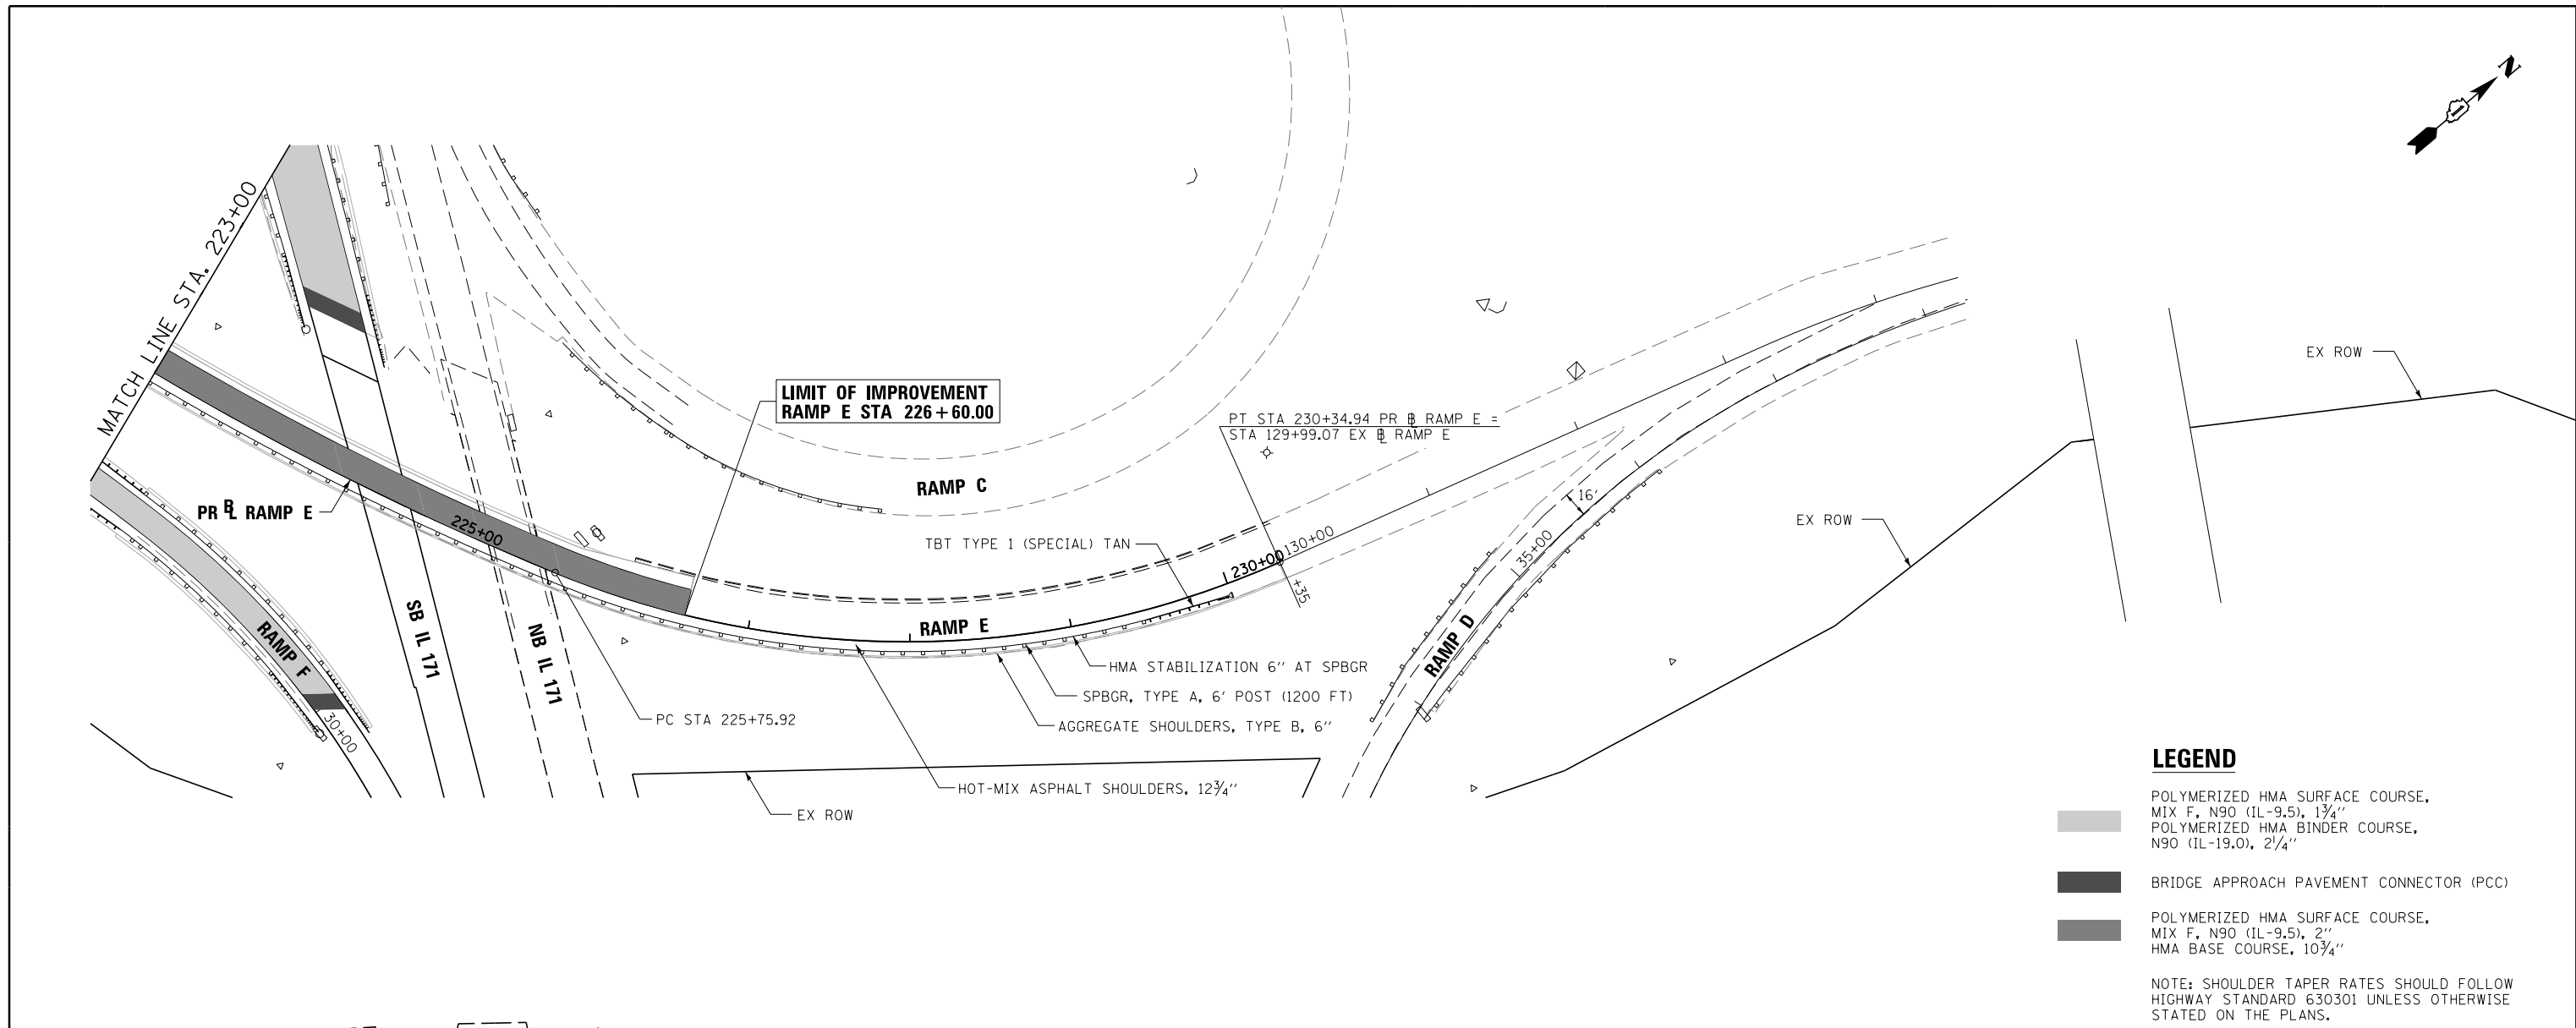 N
MATCH LINE STA. 223+00
LIMIT OF IMPROVEMENT
RAMP E STA 226+60.00
PT STA 230+34.94 PR BL RAMP E =
STA 129+99.07 EX BL RAMP E
EX ROW
RAMP C
PR BL RAMP E
225+00
16'
EX ROW
TBT TYPE 1 (SPECIAL) TAN
230+00
130+00
+35
35+00
SB IL 171
NB IL 171
RAMP F
RAMP E
RAMP D
HMA STABILIZATION 6'' AT SPBGR
SPBGR, TYPE A, 6' POST (1200 FT)
PC STA 225+75.92
AGGREGATE SHOULDERS, TYPE B, 6''
30+00
HOT-MIX ASPHALT SHOULDERS, 12¾''
EX ROW
LEGEND
POLYMERIZED HMA SURFACE COURSE,
MIX F, N90 (IL-9.5), 1¾''
POLYMERIZED HMA BINDER COURSE,
N90 (IL-19.0), 2¼''
BRIDGE APPROACH PAVEMENT CONNECTOR (PCC)
POLYMERIZED HMA SURFACE COURSE,
MIX F, N90 (IL-9.5), 2''
HMA BASE COURSE, 10¾''
NOTE: SHOULDER TAPER RATES SHOULD FOLLOW
HIGHWAY STANDARD 630301 UNLESS OTHERWISE
STATED ON THE PLANS.